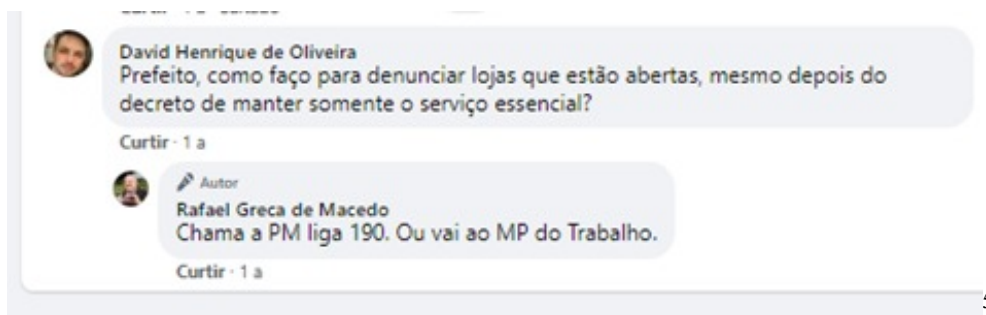 David Henrique de Oliveira
Prefeito, como faço para denunciar lojas que estão abertas, mesmo depois do
decreto de manter somente o serviço essencial?
Curtir · 1 a
Autor
Rafael Greca de Macedo
Chama a PM liga 190. Ou vai ao MP do Trabalho.
Curtir · 1 a